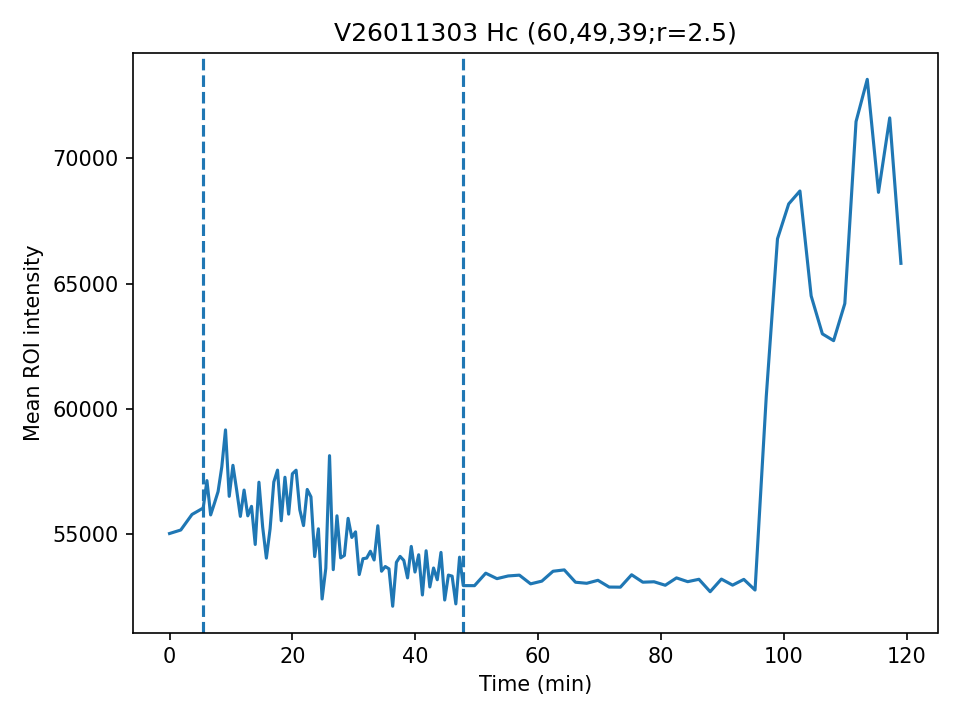 V26011303 Hc (60,49,39;r=2.5)
Mean ROI intensity
70000
65000
60000
55000
0 20 40 60 80 100 120
Time (min)